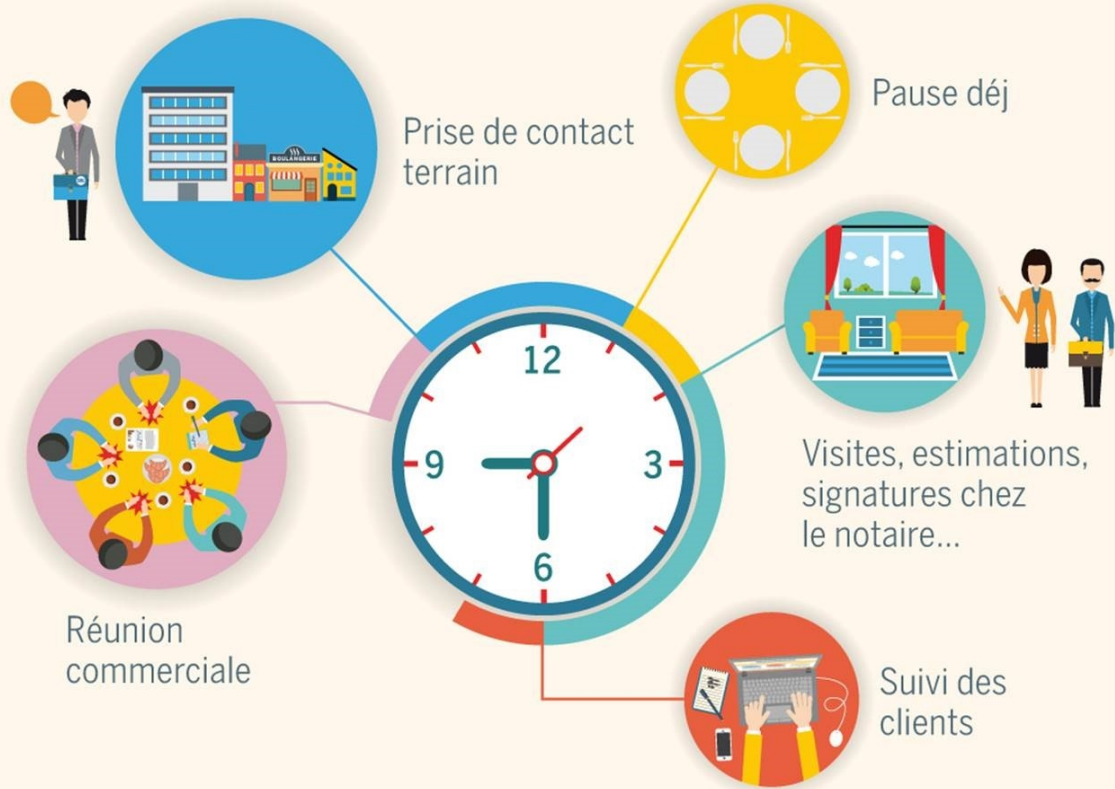 Prise de contact
terrain
BOULANGERIE
Pause déj
12
3
6
9
Visites, estimations,
signatures chez
le notaire...
Réunion
commerciale
Suivi des
clients